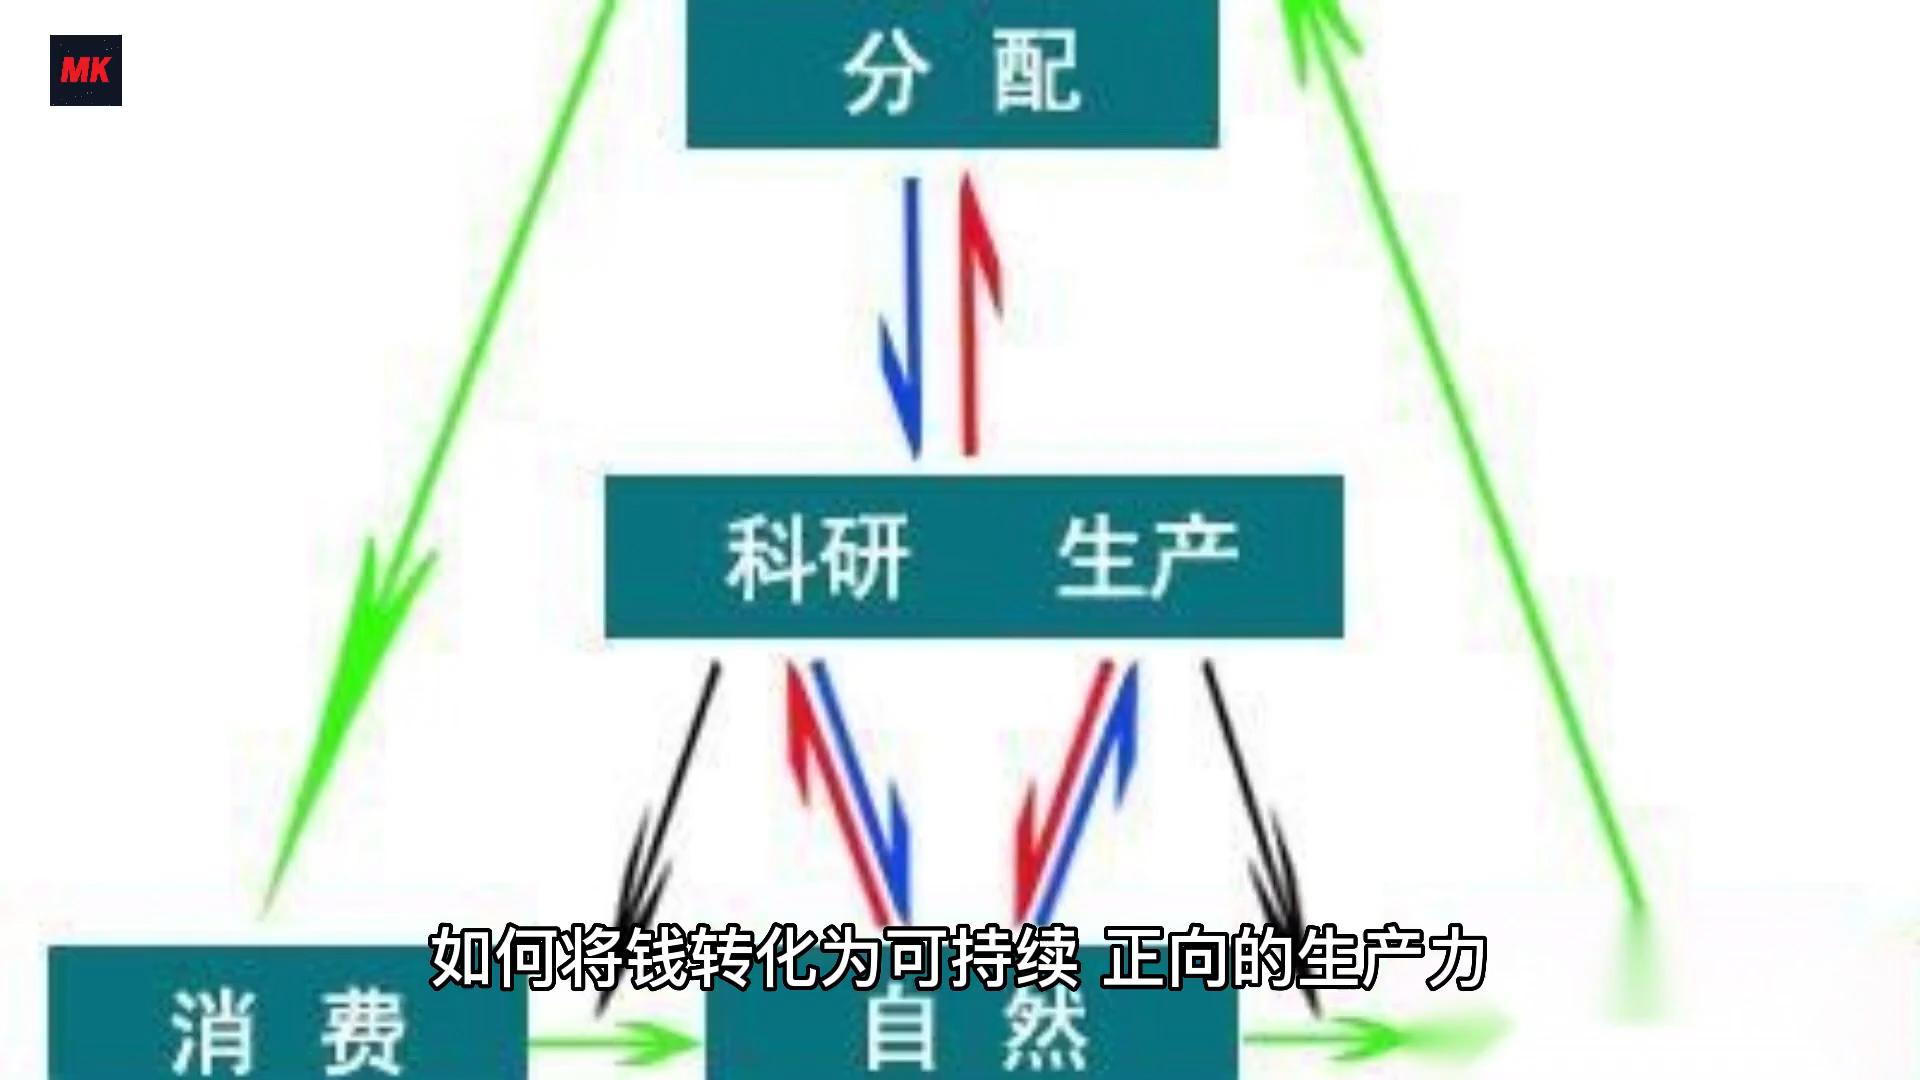 MK
分 配
科研 生产
如何将钱转化为可持续 正向的生产力
消 费
自 然